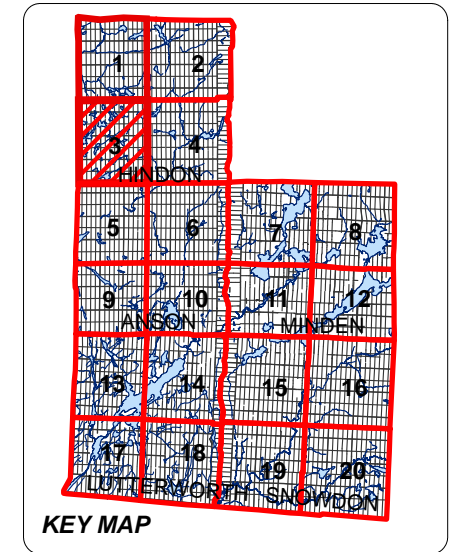 1 2
3 4
HINDON
5 6 7 8
9 10 11 12
ANSON MINDEN
13 14 15 16
17 18 19 20
LUTTERWORTH SNOWDON
KEY MAP